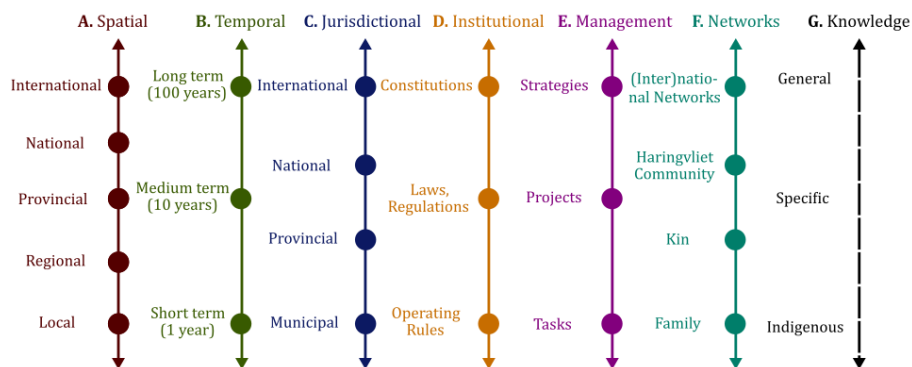 A. Spatial
B. Temporal
C. Jurisdictional
D. Institutional
E. Management
F. Networks
G. Knowledge
International
National
Provincial
Regional
Local
Long term
(100 years)
Medium term
(10 years)
Short term
(1 year)
International
National
Provincial
Municipal
Constitutions
Laws,
Regulations
Operating
Rules
Strategies
Projects
Tasks
(Inter)natio-
nal Networks
Haringvliet
Community
Kin
Family
General
Specific
Indigenous